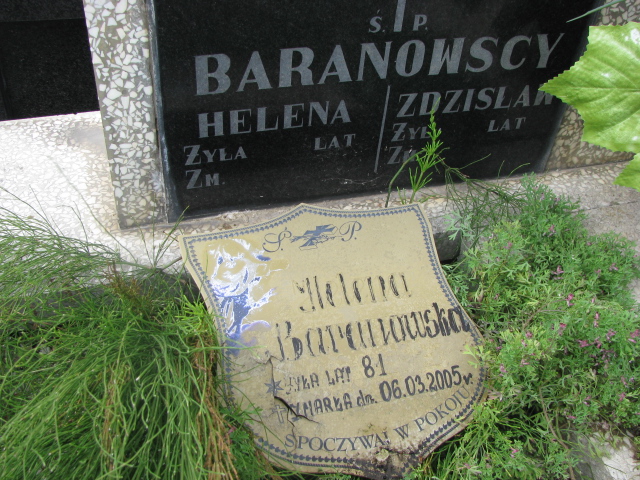 Ś. P.
BARANOWSCY
HELENA ZDZISŁAW
ŻYŁA LAT ŻYŁ LAT
ZM.
Ś P.
Helena
Baranowska
ŻYŁA LAT 81
ZMARŁA dn. 06.03.2005 r.
SPOCZYWAJ W POKOJU